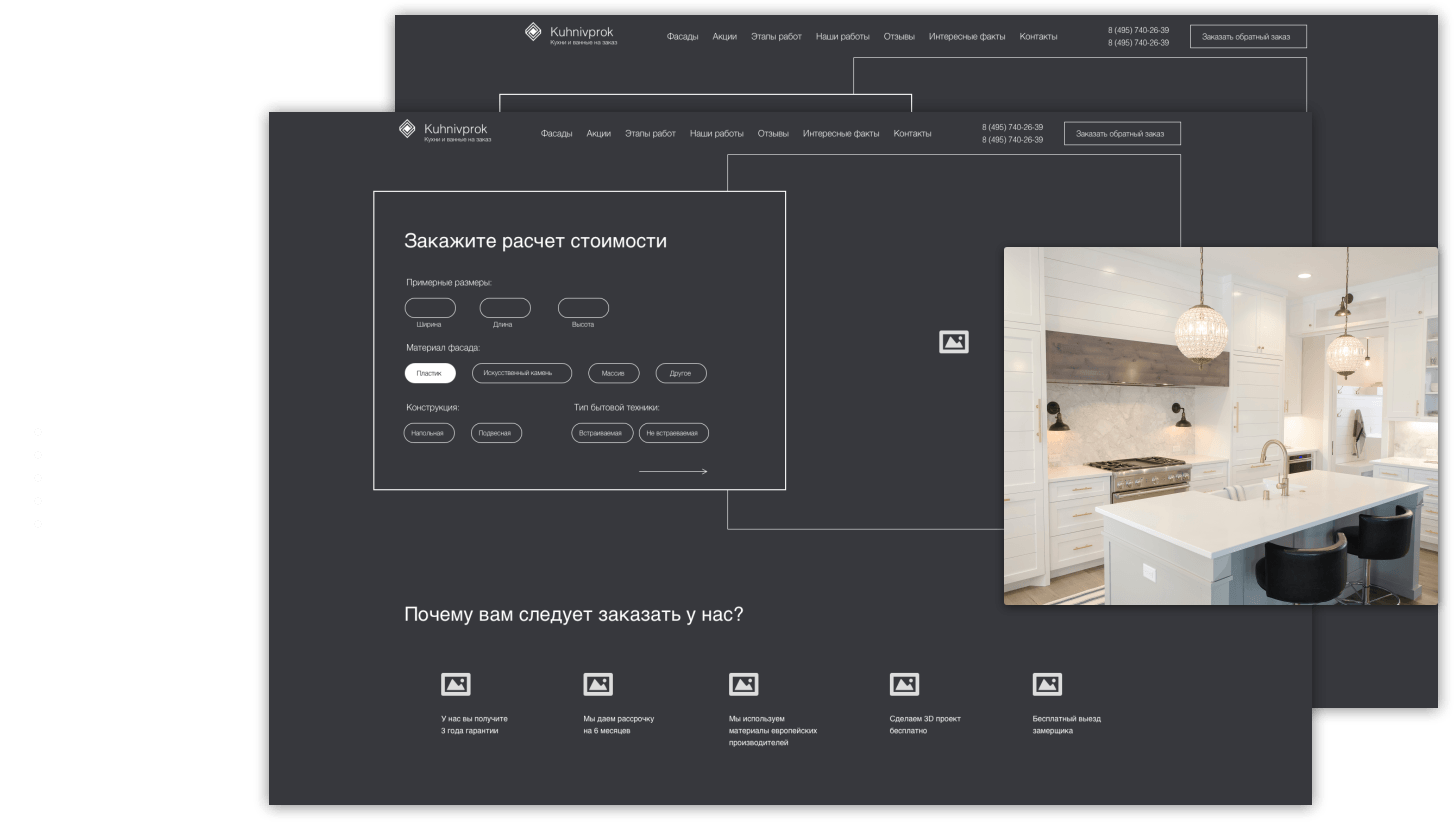 Kuhnivprok
Кухни и ванные на заказ
Фасады Акции Этапы работ Наши работы Отзывы Интересные факты Контакты
8 (495) 740-26-39
8 (495) 740-26-39
Заказать обратный заказ
Kuhnivprok
Кухни и ванные на заказ
Фасады Акции Этапы работ Наши работы Отзывы Интересные факты Контакты
8 (495) 740-26-39
8 (495) 740-26-39
Заказать обратный заказ
Закажите расчет стоимости
Примерные размеры:
Ширина Длина Высота
Материал фасада:
Пластик Искусственный камень Массив Другое
Конструкция: Тип бытовой техники:
Напольная Подвесная Встраиваемая Не встраеваемая
Почему вам следует заказать у нас?
У нас вы получите
3 года гарантии
Мы даем рассрочку
на 6 месяцев
Мы используем
материалы европейских
производителей
Сделаем 3D проект
бесплатно
Бесплатный выезд
замерщика